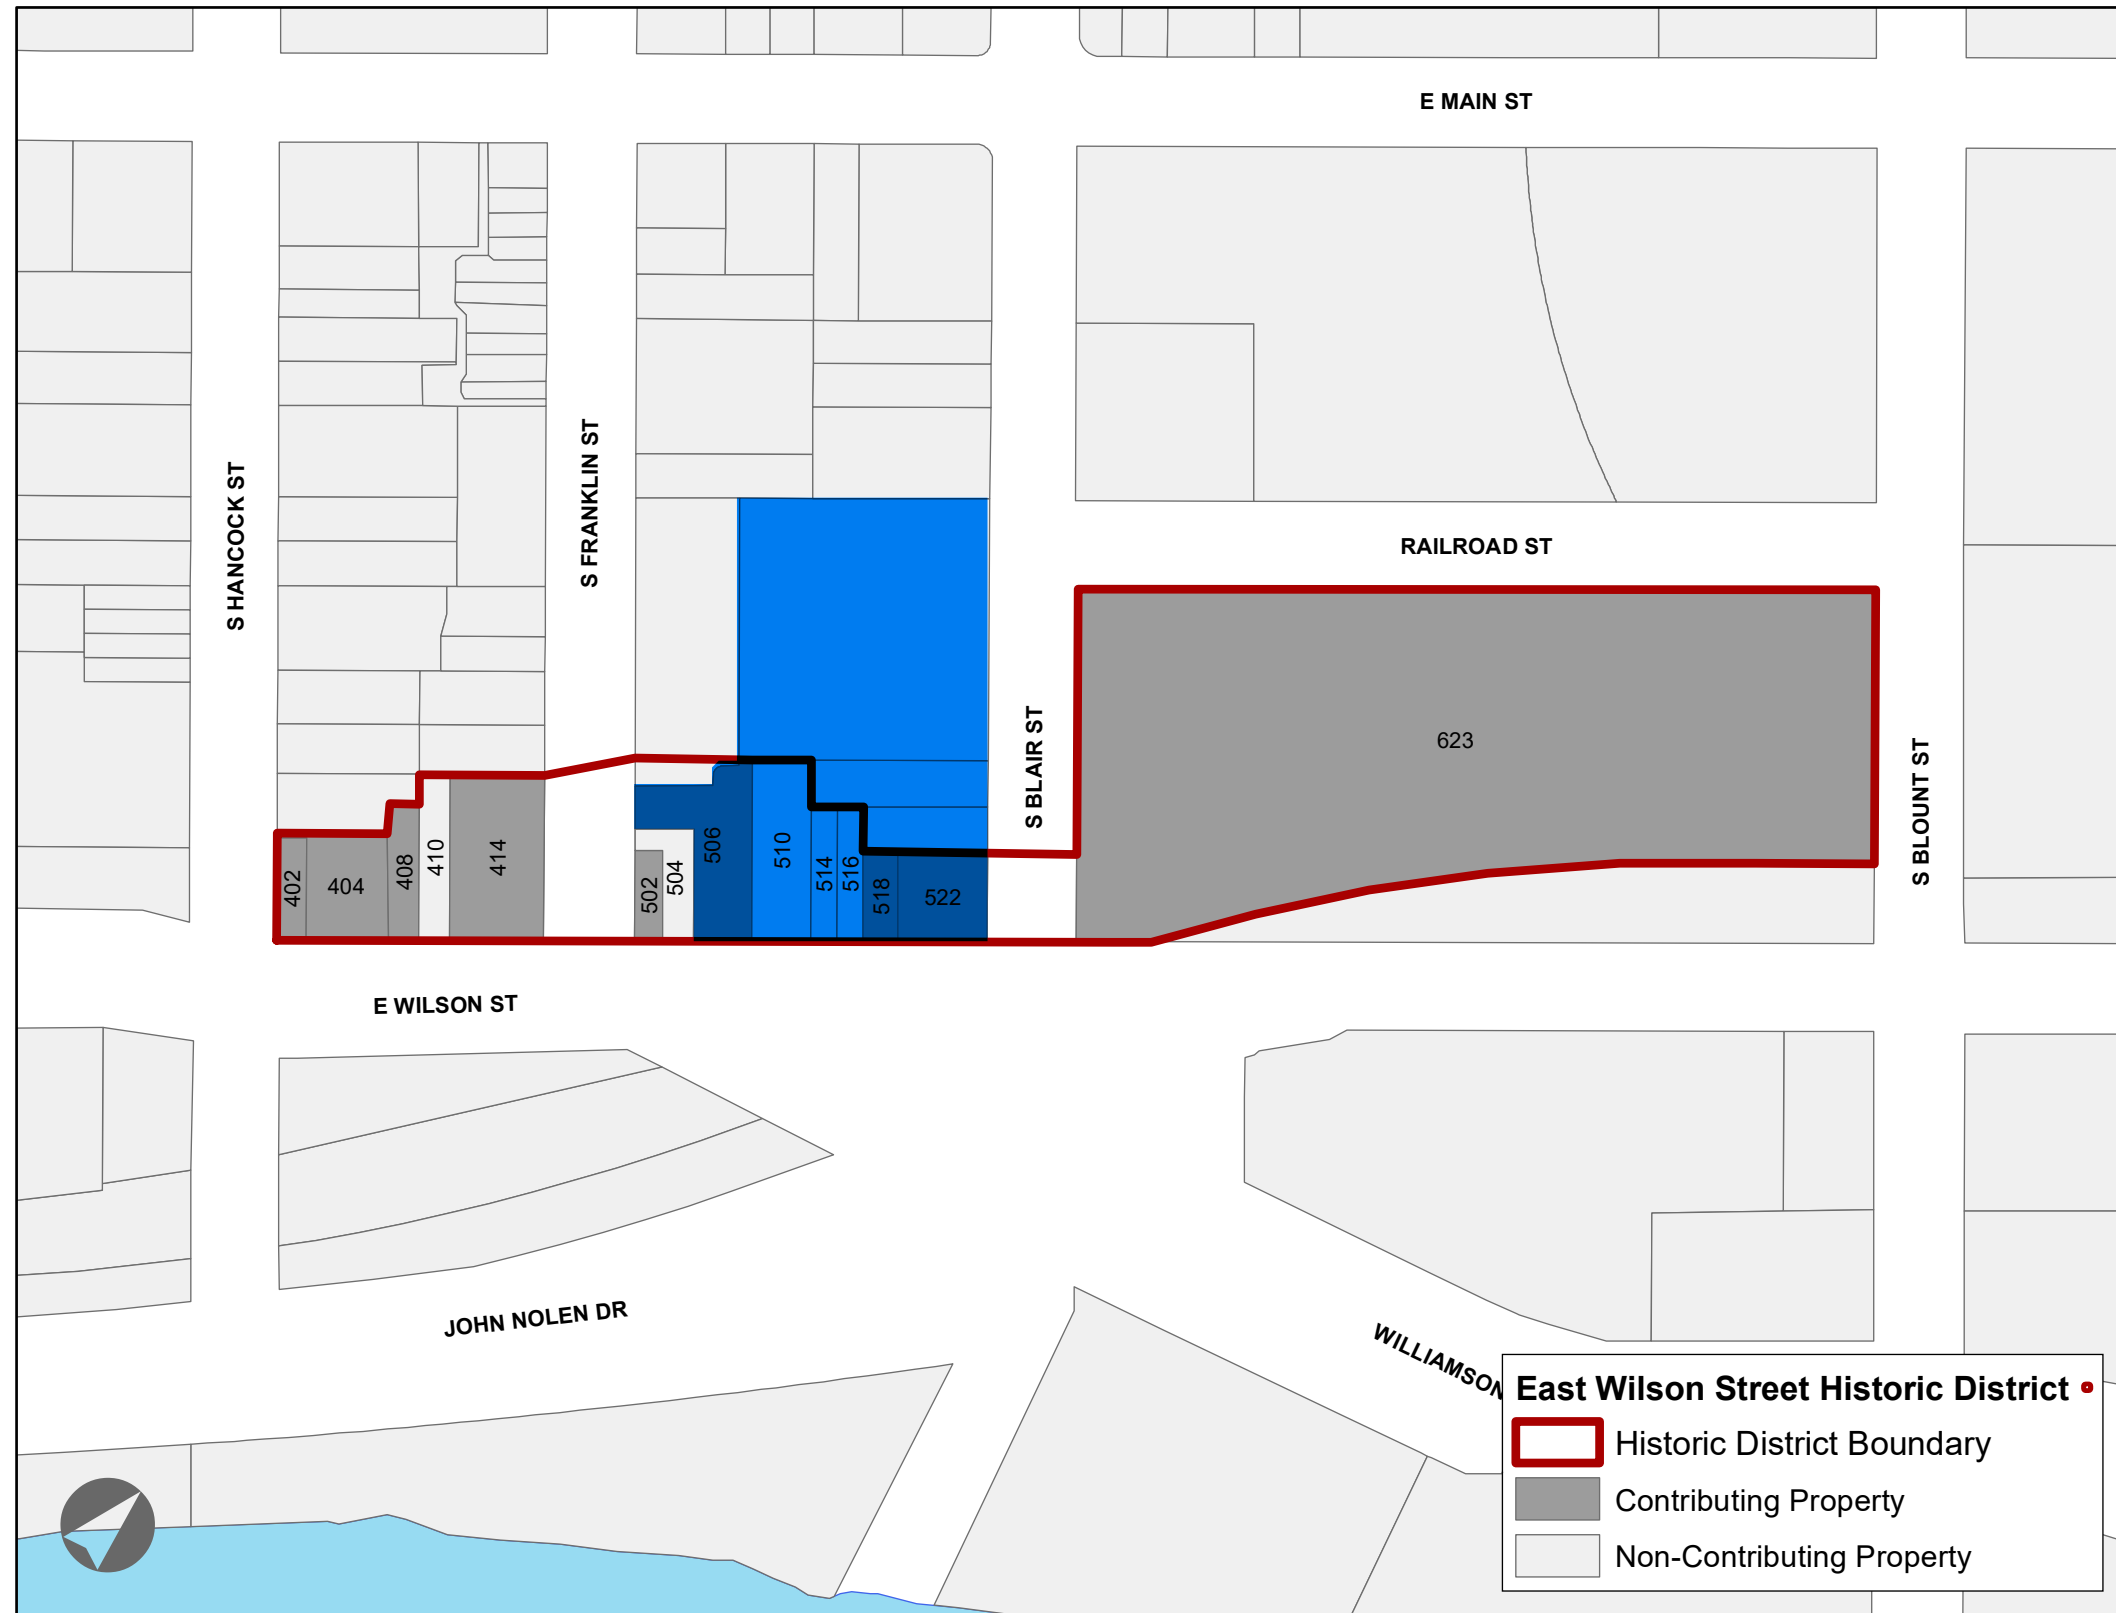 E MAIN ST
S HANCOCK ST
S FRANKLIN ST
RAILROAD ST
S BLAIR ST
623
S BLOUNT ST
402
404
408
410
414
502
504
506
510
514
516
518
522
E WILSON ST
JOHN NOLEN DR
WILLIAMSON
East Wilson Street Historic District
Historic District Boundary
Contributing Property
Non-Contributing Property